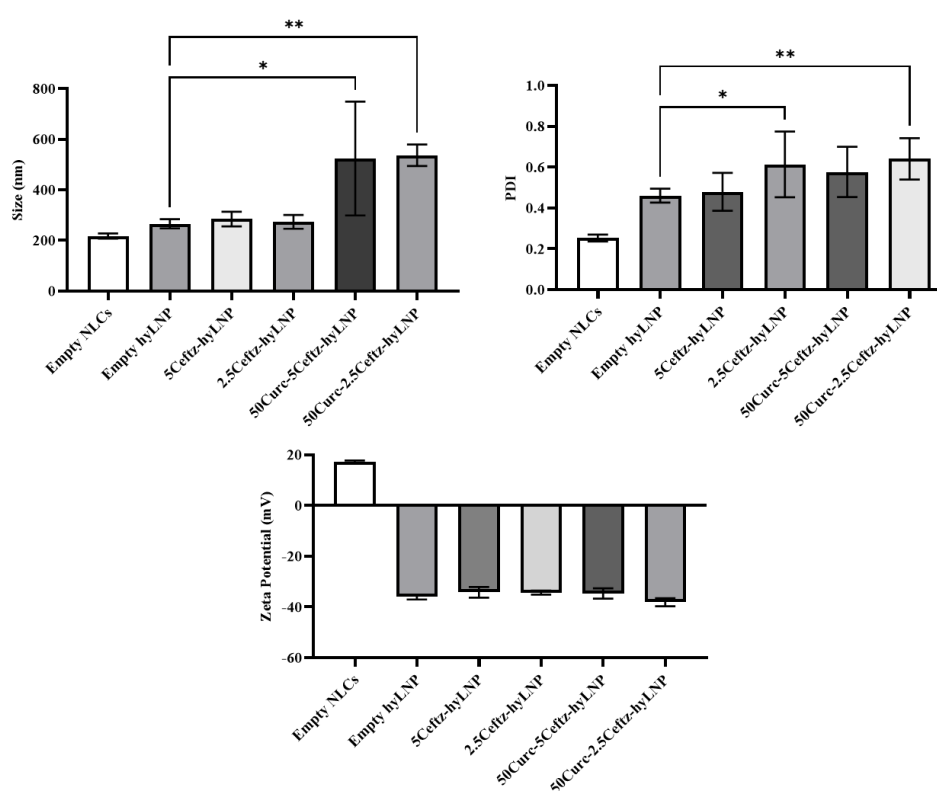 **
*
800
600
400
200
0
Size (nm)
Empty NLCs
Empty hyLNP
5Ceftz-hyLNP
2.5Ceftz-hyLNP
50Curc-5Ceftz-hyLNP
50Curc-2.5Ceftz-hyLNP
**
*
1.0
0.8
0.6
0.4
0.2
0.0
PDI
Empty NLCs
Empty hyLNP
5Ceftz-hyLNP
2.5Ceftz-hyLNP
50Curc-5Ceftz-hyLNP
50Curc-2.5Ceftz-hyLNP
20
0
-20
-40
-60
Zeta Potential (mV)
Empty NLCs
Empty hyLNP
5Ceftz-hyLNP
2.5Ceftz-hyLNP
50Curc-5Ceftz-hyLNP
50Curc-2.5Ceftz-hyLNP